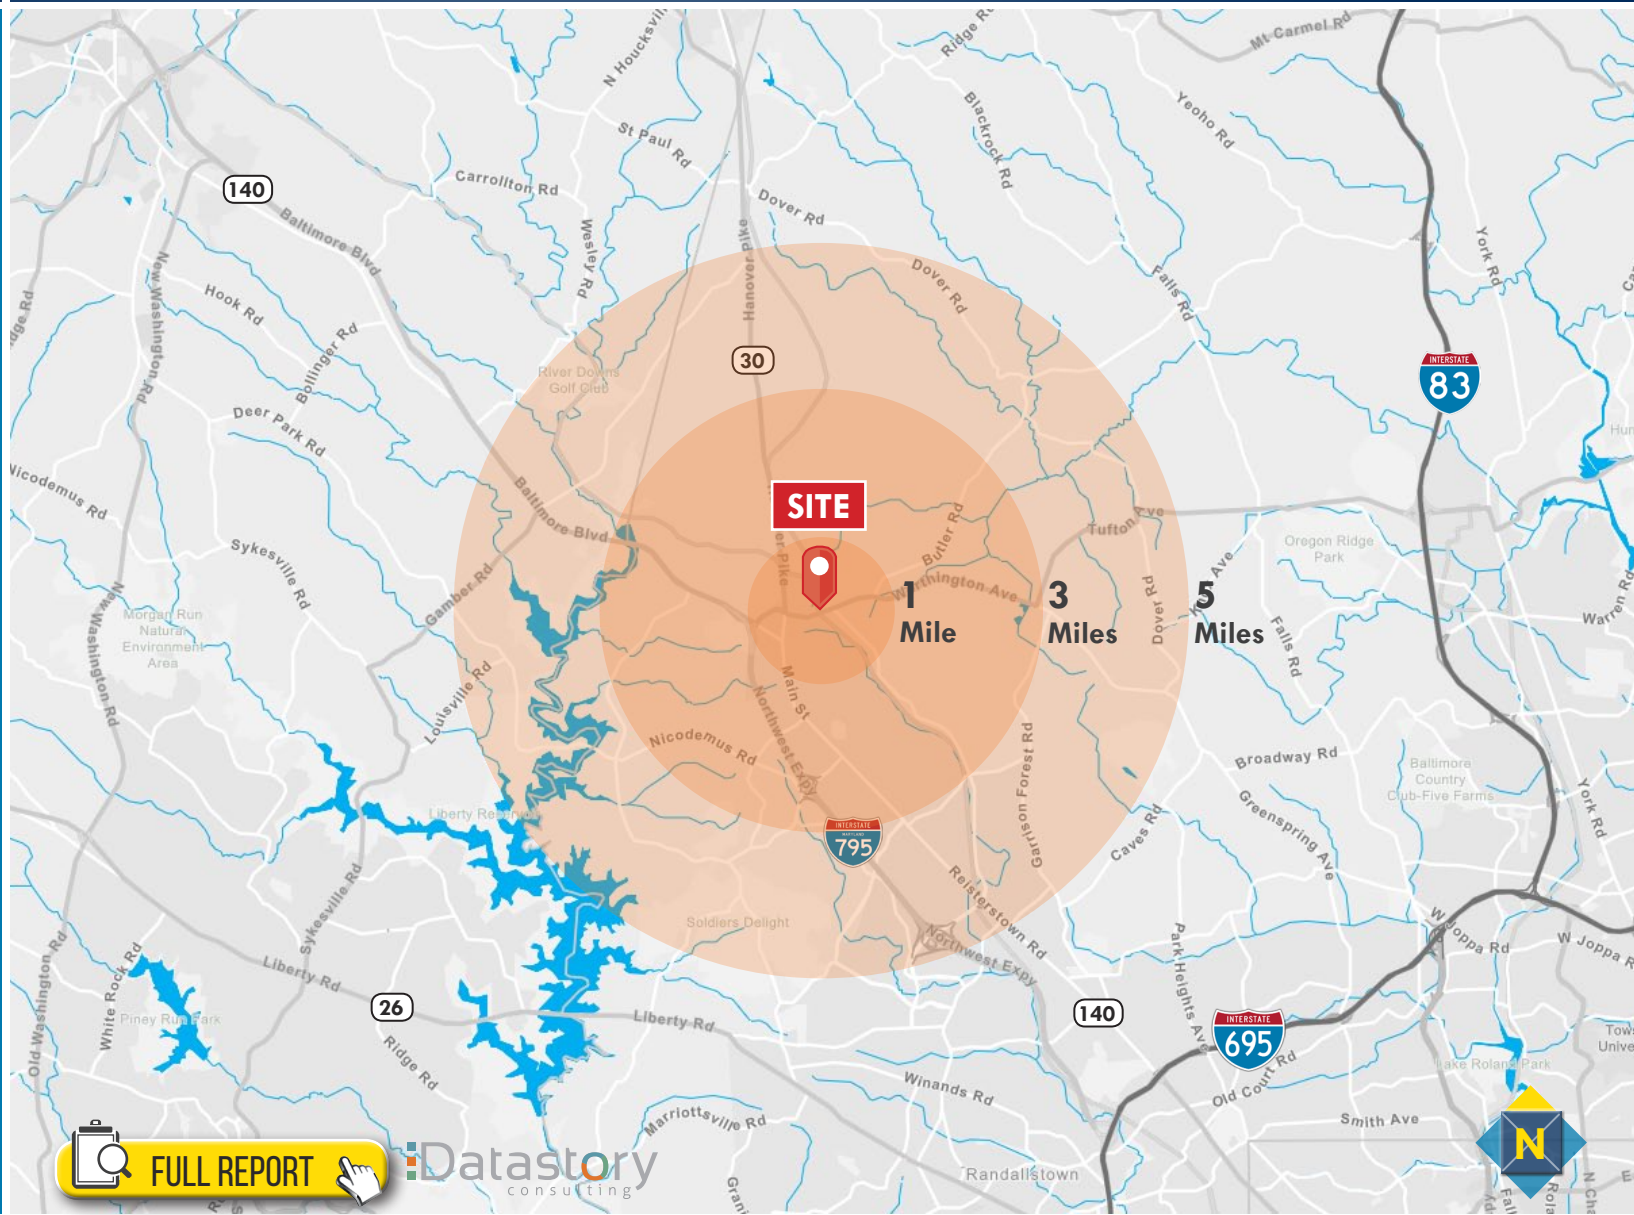 N Houcksvil
Ridge R
Mt Carmel Rd
St Paul Rd
Blackrock Rd
Yeoho Rd
140
Carrollton Rd
Dover Rd
Baltimore Blvd
Wesley Rd
Hanover Pike
York Rd
New Washington Rd
Hook Rd
Dover Rd
Falls Rd
Bollinger Rd
30
River Downs
Golf Club
INTERSTATE
83
Deer Park Rd
Nicodemus Rd
Baltimore Blvd
SITE
Butler Rd
Tufton Ave
Oregon Ridge
Park
Sykesville Rd
Gamber Rd
Worthington Ave
Dover Rd
Ave
1
Mile
3
Miles
5
Miles
Warren Rd
Morgan Run
Natural
Environment
Area
New Washington Rd
Falls Rd
Louisville Rd
Main St
Nicodemus Rd
Northwest Expy
Garrison Forest Rd
Broadway Rd
Baltimore
Country
Club-Five Farms
York Rd
Greenspring Ave
Caves Rd
INTERSTATE
MARYLAND
795
Sykesville Rd
Reisterstown Rd
Soldiers Delight
Northwest Expy
Park Heights Ave
W Joppa Rd
W Joppa R
Old Washington Rd
White Rock Rd
Liberty Rd
26
Piney Run Park
Liberty Rd
140
INTERSTATE
695
Ridge Rd
Old Court Rd
Lake Roland Park
Winands Rd
Marriottsville Rd
Smith Ave
N
FULL REPORT
Datastory
consulting
Randallstown